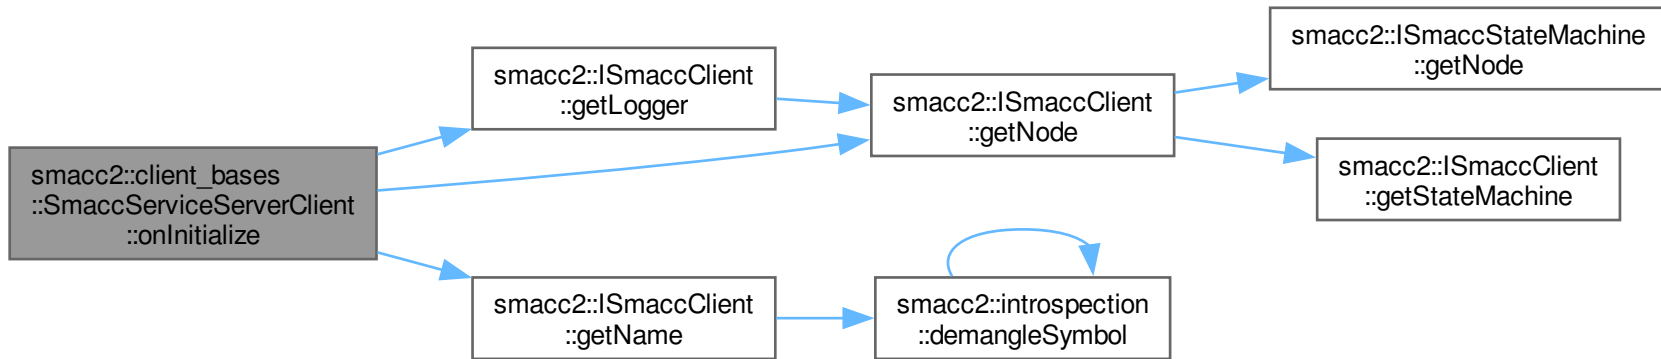 smacc2::client_bases
::SmaccServiceServerClient
::onInitialize
smacc2::ISmaccClient
::getLogger
smacc2::ISmaccClient
::getNode
smacc2::ISmaccStateMachine
::getNode
smacc2::ISmaccClient
::getStateMachine
smacc2::ISmaccClient
::getName
smacc2::introspection
::demangleSymbol